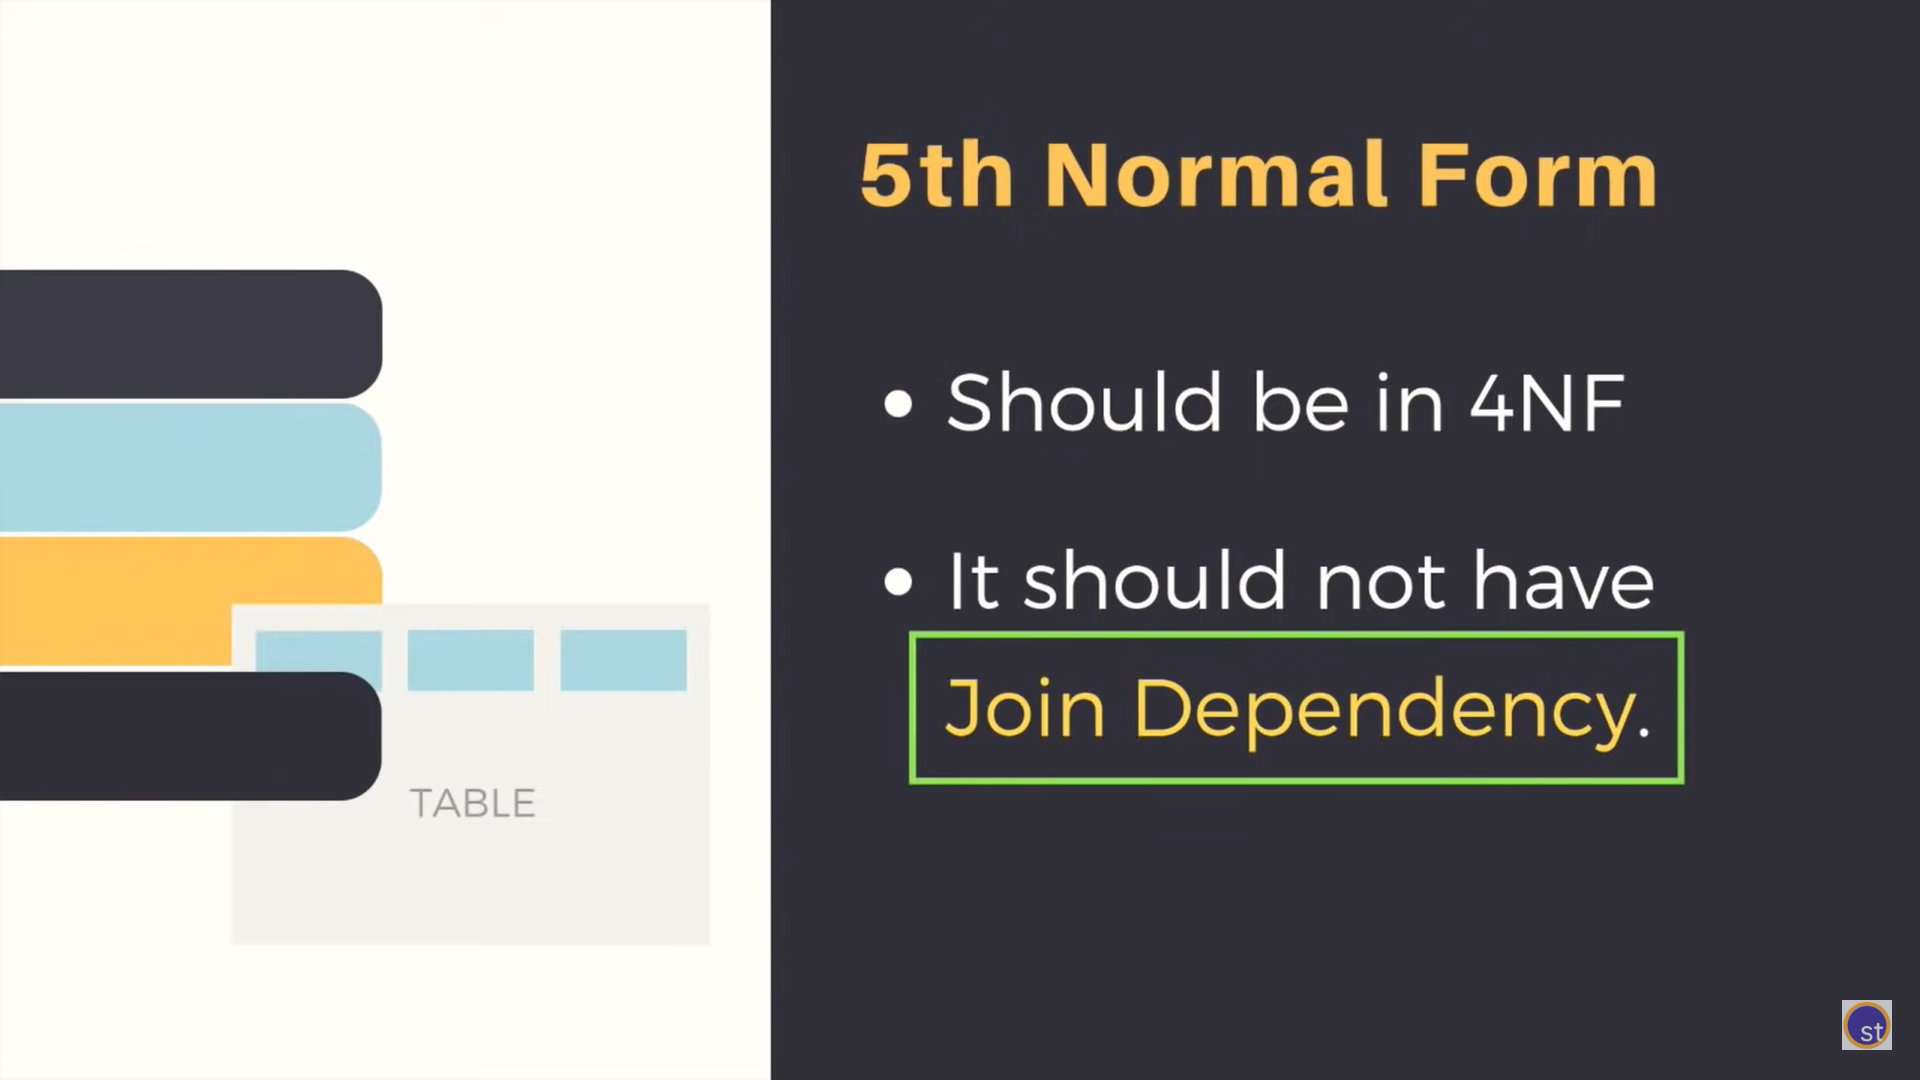 5th Normal Form
• Should be in 4NF
• It should not have
Join Dependency.
TABLE
st